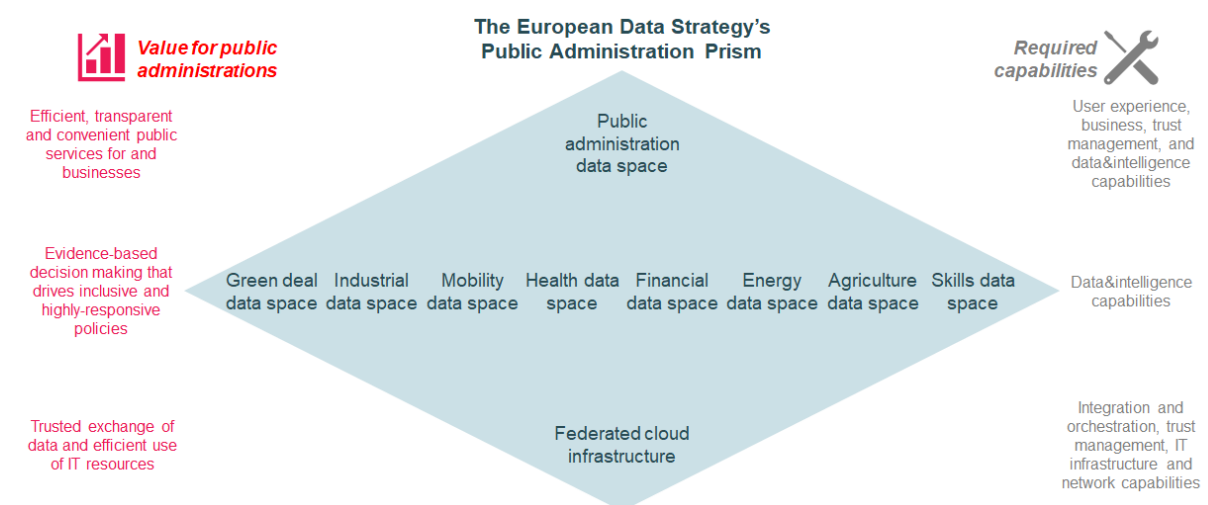 The European Data Strategy's
Public Administration Prism
Value for public
administrations
Required
capabilities
Efficient, transparent
and convenient public
services for and
businesses
Public
administration
data space
User experience,
business, trust
management, and
data&intelligence
capabilities
Evidence-based
decision making that
drives inclusive and
highly-responsive
policies
Green deal
data space
Industrial
data space
Mobility
data space
Health data
space
Financial
data space
Energy
data space
Agriculture
data space
Skills data
space
Data&intelligence
capabilities
Trusted exchange of
data and efficient use
of IT resources
Federated cloud
infrastructure
Integration and
orchestration, trust
management, IT
infrastructure and
network capabilities